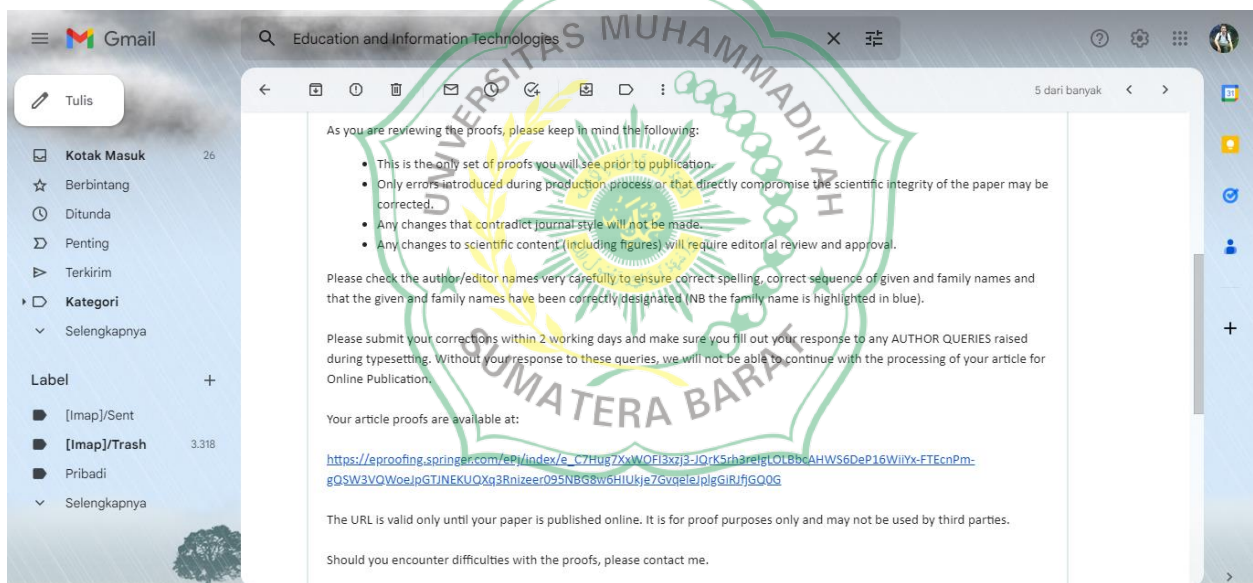 Gmail
Education and Information Technologies
Tulis
5 dari banyak
Kotak Masuk 26
Berbintang
Ditunda
Penting
Terkirim
Kategori
Selengkapnya
Label
[Imap]/Sent
[Imap]/Trash 3.318
Pribadi
Selengkapnya
As you are reviewing the proofs, please keep in mind the following:
• This is the only set of proofs you will see prior to publication.
• Only errors introduced during production process or that directly compromise the scientific integrity of the paper may be
corrected.
• Any changes that contradict journal style will not be made.
• Any changes to scientific content (including figures) will require editorial review and approval.
Please check the author/editor names very carefully to ensure correct spelling, correct sequence of given and family names and
that the given and family names have been correctly designated (NB the family name is highlighted in blue).
Please submit your corrections within 2 working days and make sure you fill out your response to any AUTHOR QUERIES raised
during typesetting. Without your response to these queries, we will not be able to continue with the processing of your article for
Online Publication.
Your article proofs are available at:
The URL is valid only until your paper is published online. It is for proof purposes only and may not be used by third parties.
Should you encounter difficulties with the proofs, please contact me.
31
UNIVERSITAS MUHAMMADIYAH
SUMATERA BARAT